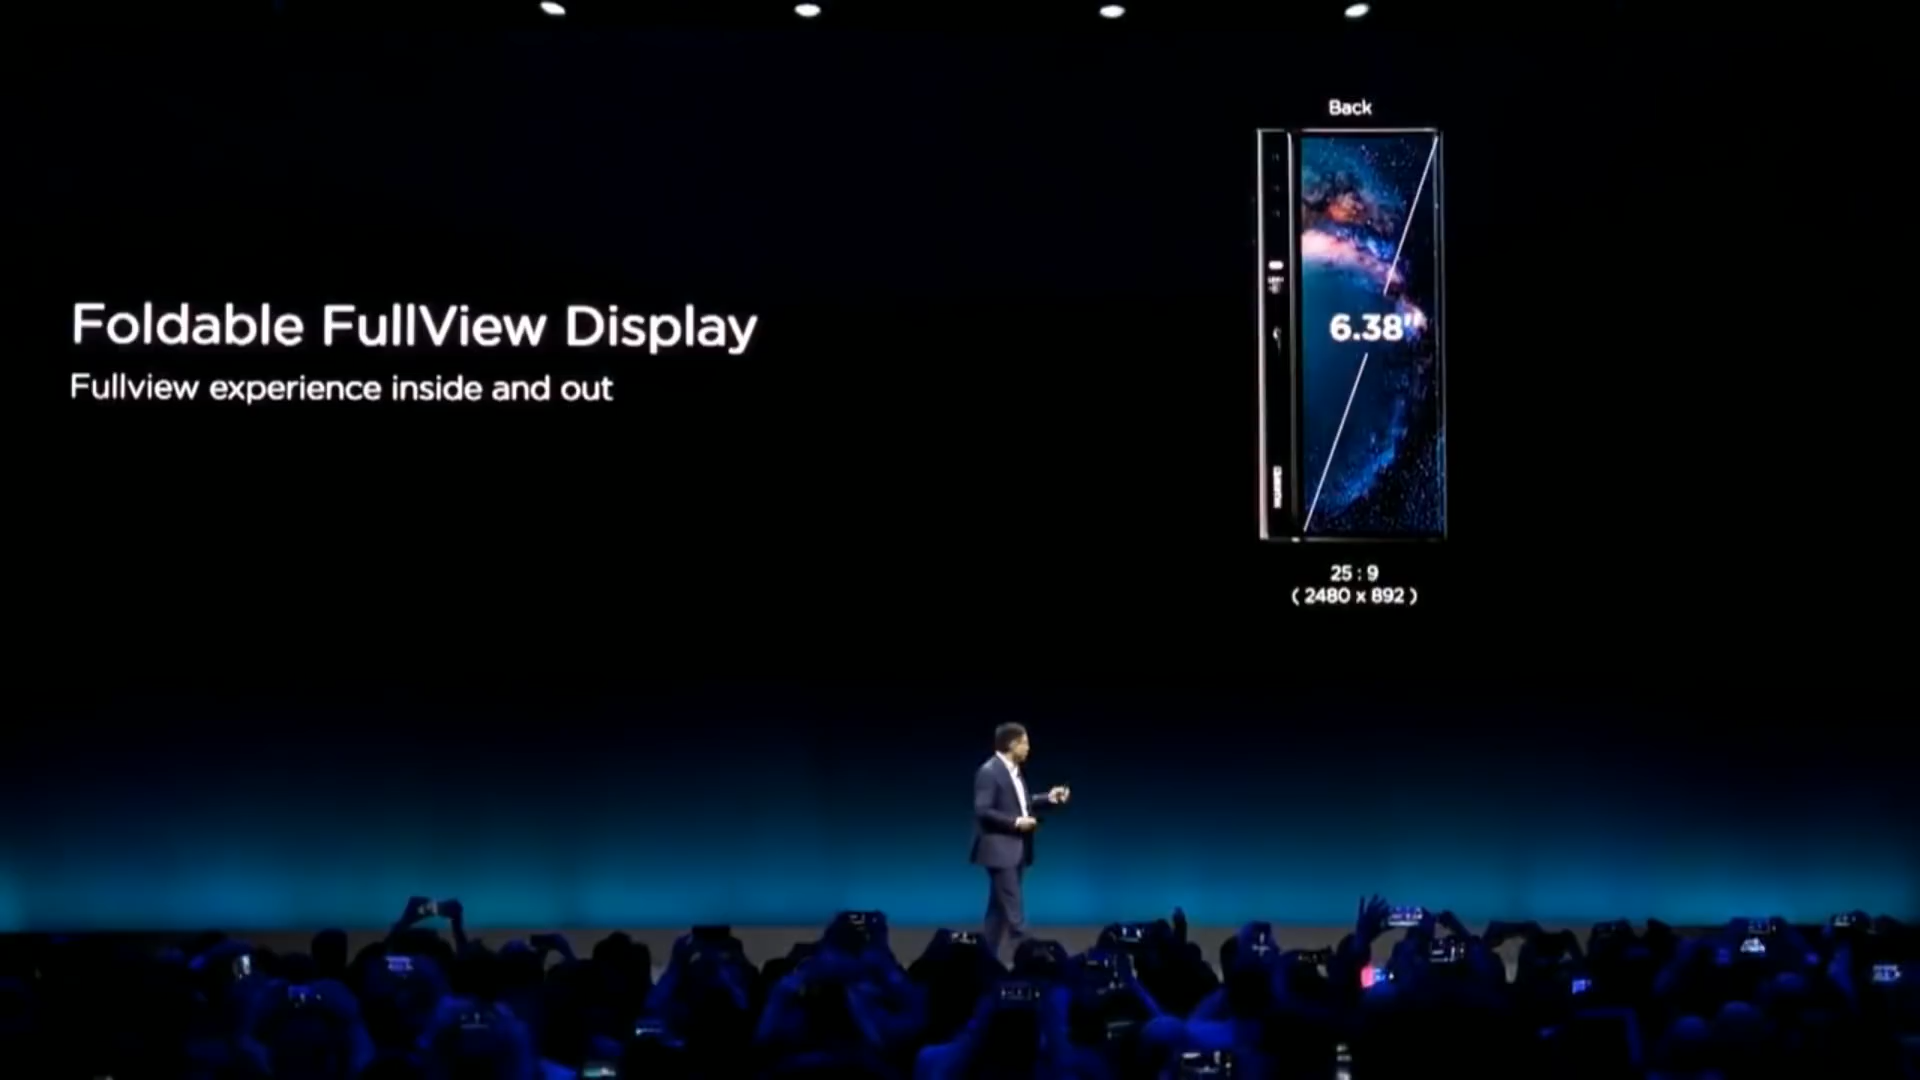 Back
6.38"
Foldable FullView Display
Fullview experience inside and out
25 : 9
( 2480 x 892 )